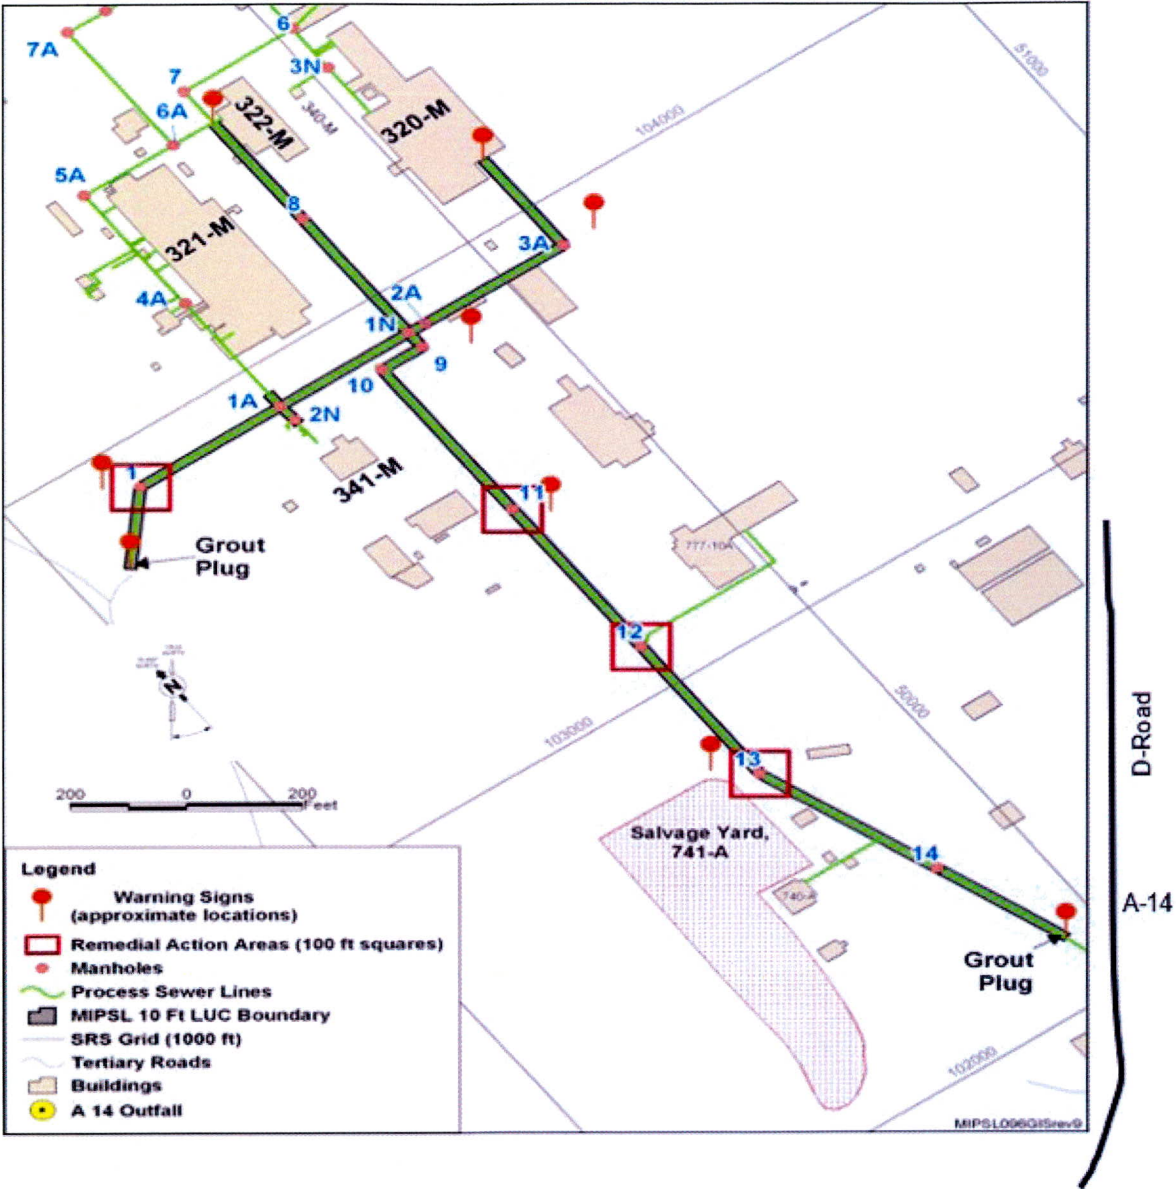 6
7A
51000
3N
7
6A
322-M
340-M
320-M
104000
5A
8
321-M
3A
4A
2A
1N
9
10
1A
2N
1
341-M
11
Grout
Plug
777-10A
12
N
50000
103000
D-Road
13
200 0 200
Feet
Salvage Yard,
741-A
14
A-14
740-A
Grout
Plug
102000
Legend
Warning Signs
(approximate locations)
Remedial Action Areas (100 ft squares)
Manholes
Process Sewer Lines
MIPSL 10 Ft LUC Boundary
SRS Grid (1000 ft)
Tertiary Roads
Buildings
A 14 Outfall
MIPSL096GISrev9